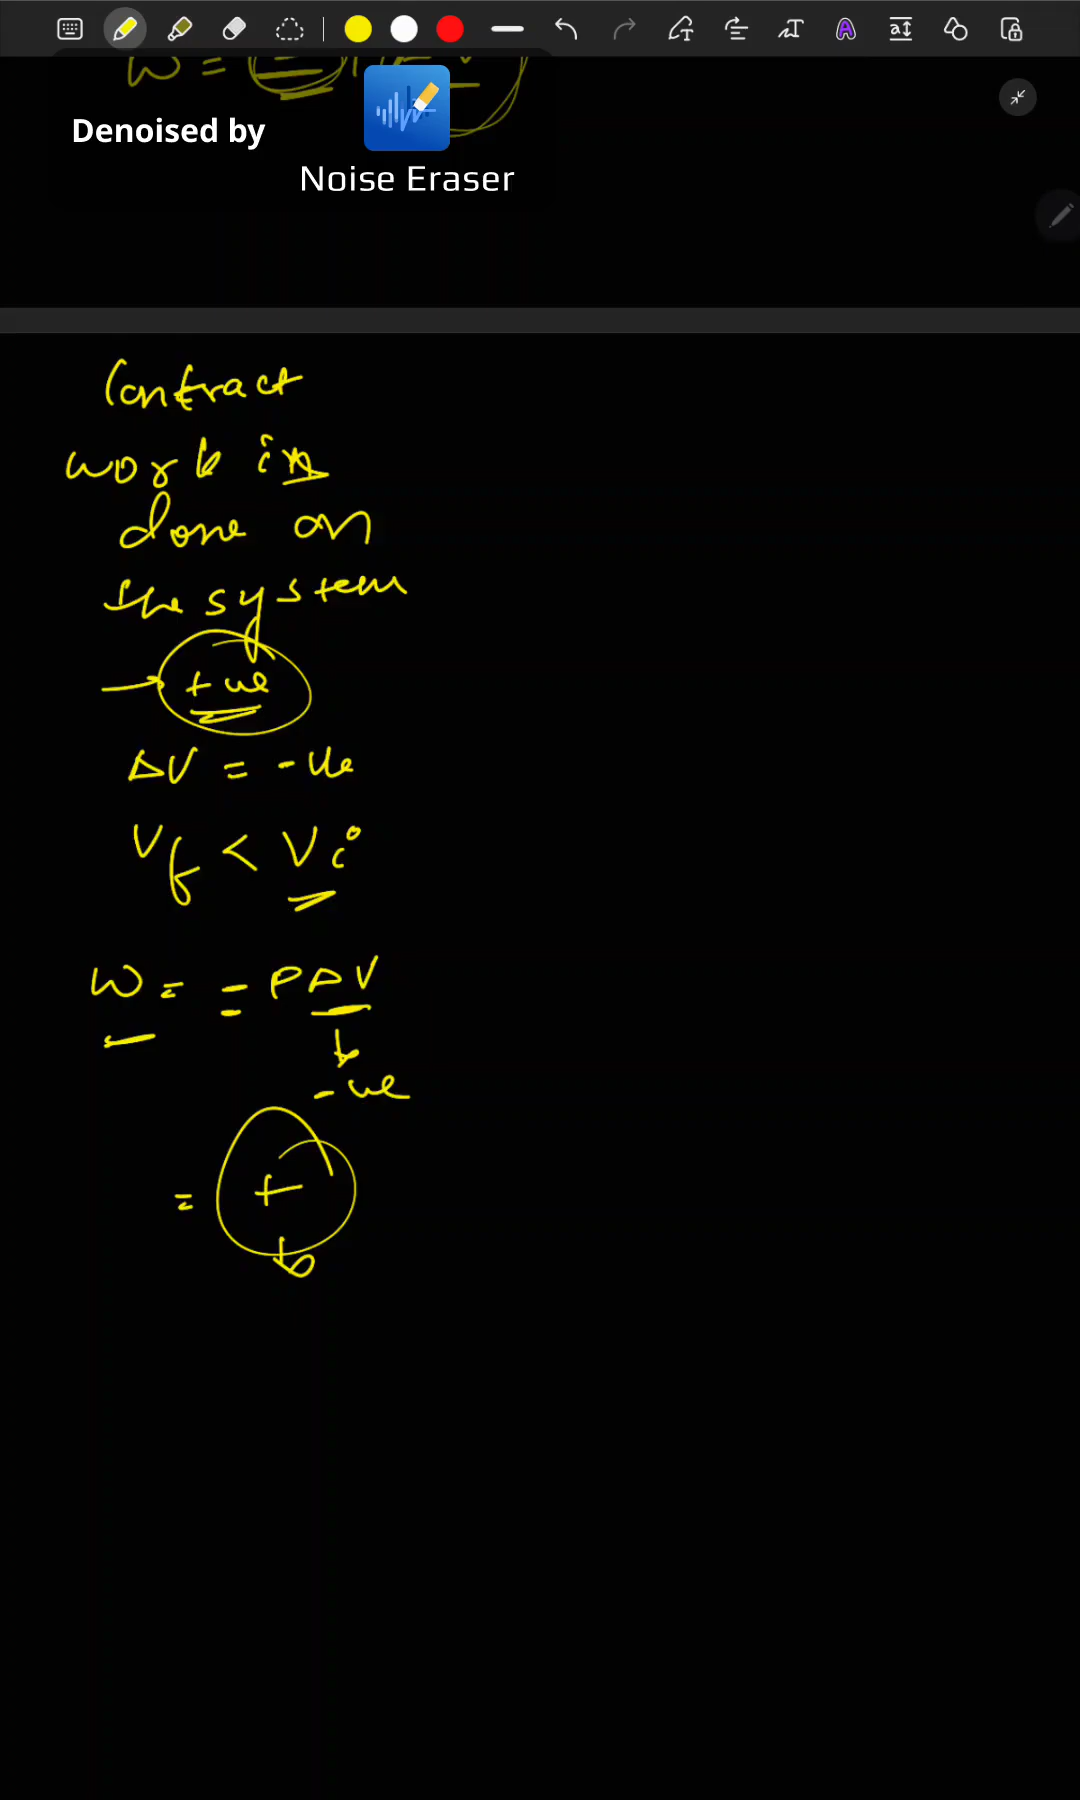 W =
Denoised by
Noise Eraser
Contract
work is
done on
the system
→ +ve
ΔV = -ve
Vf < Vi
W = - PΔV
-ve
= +